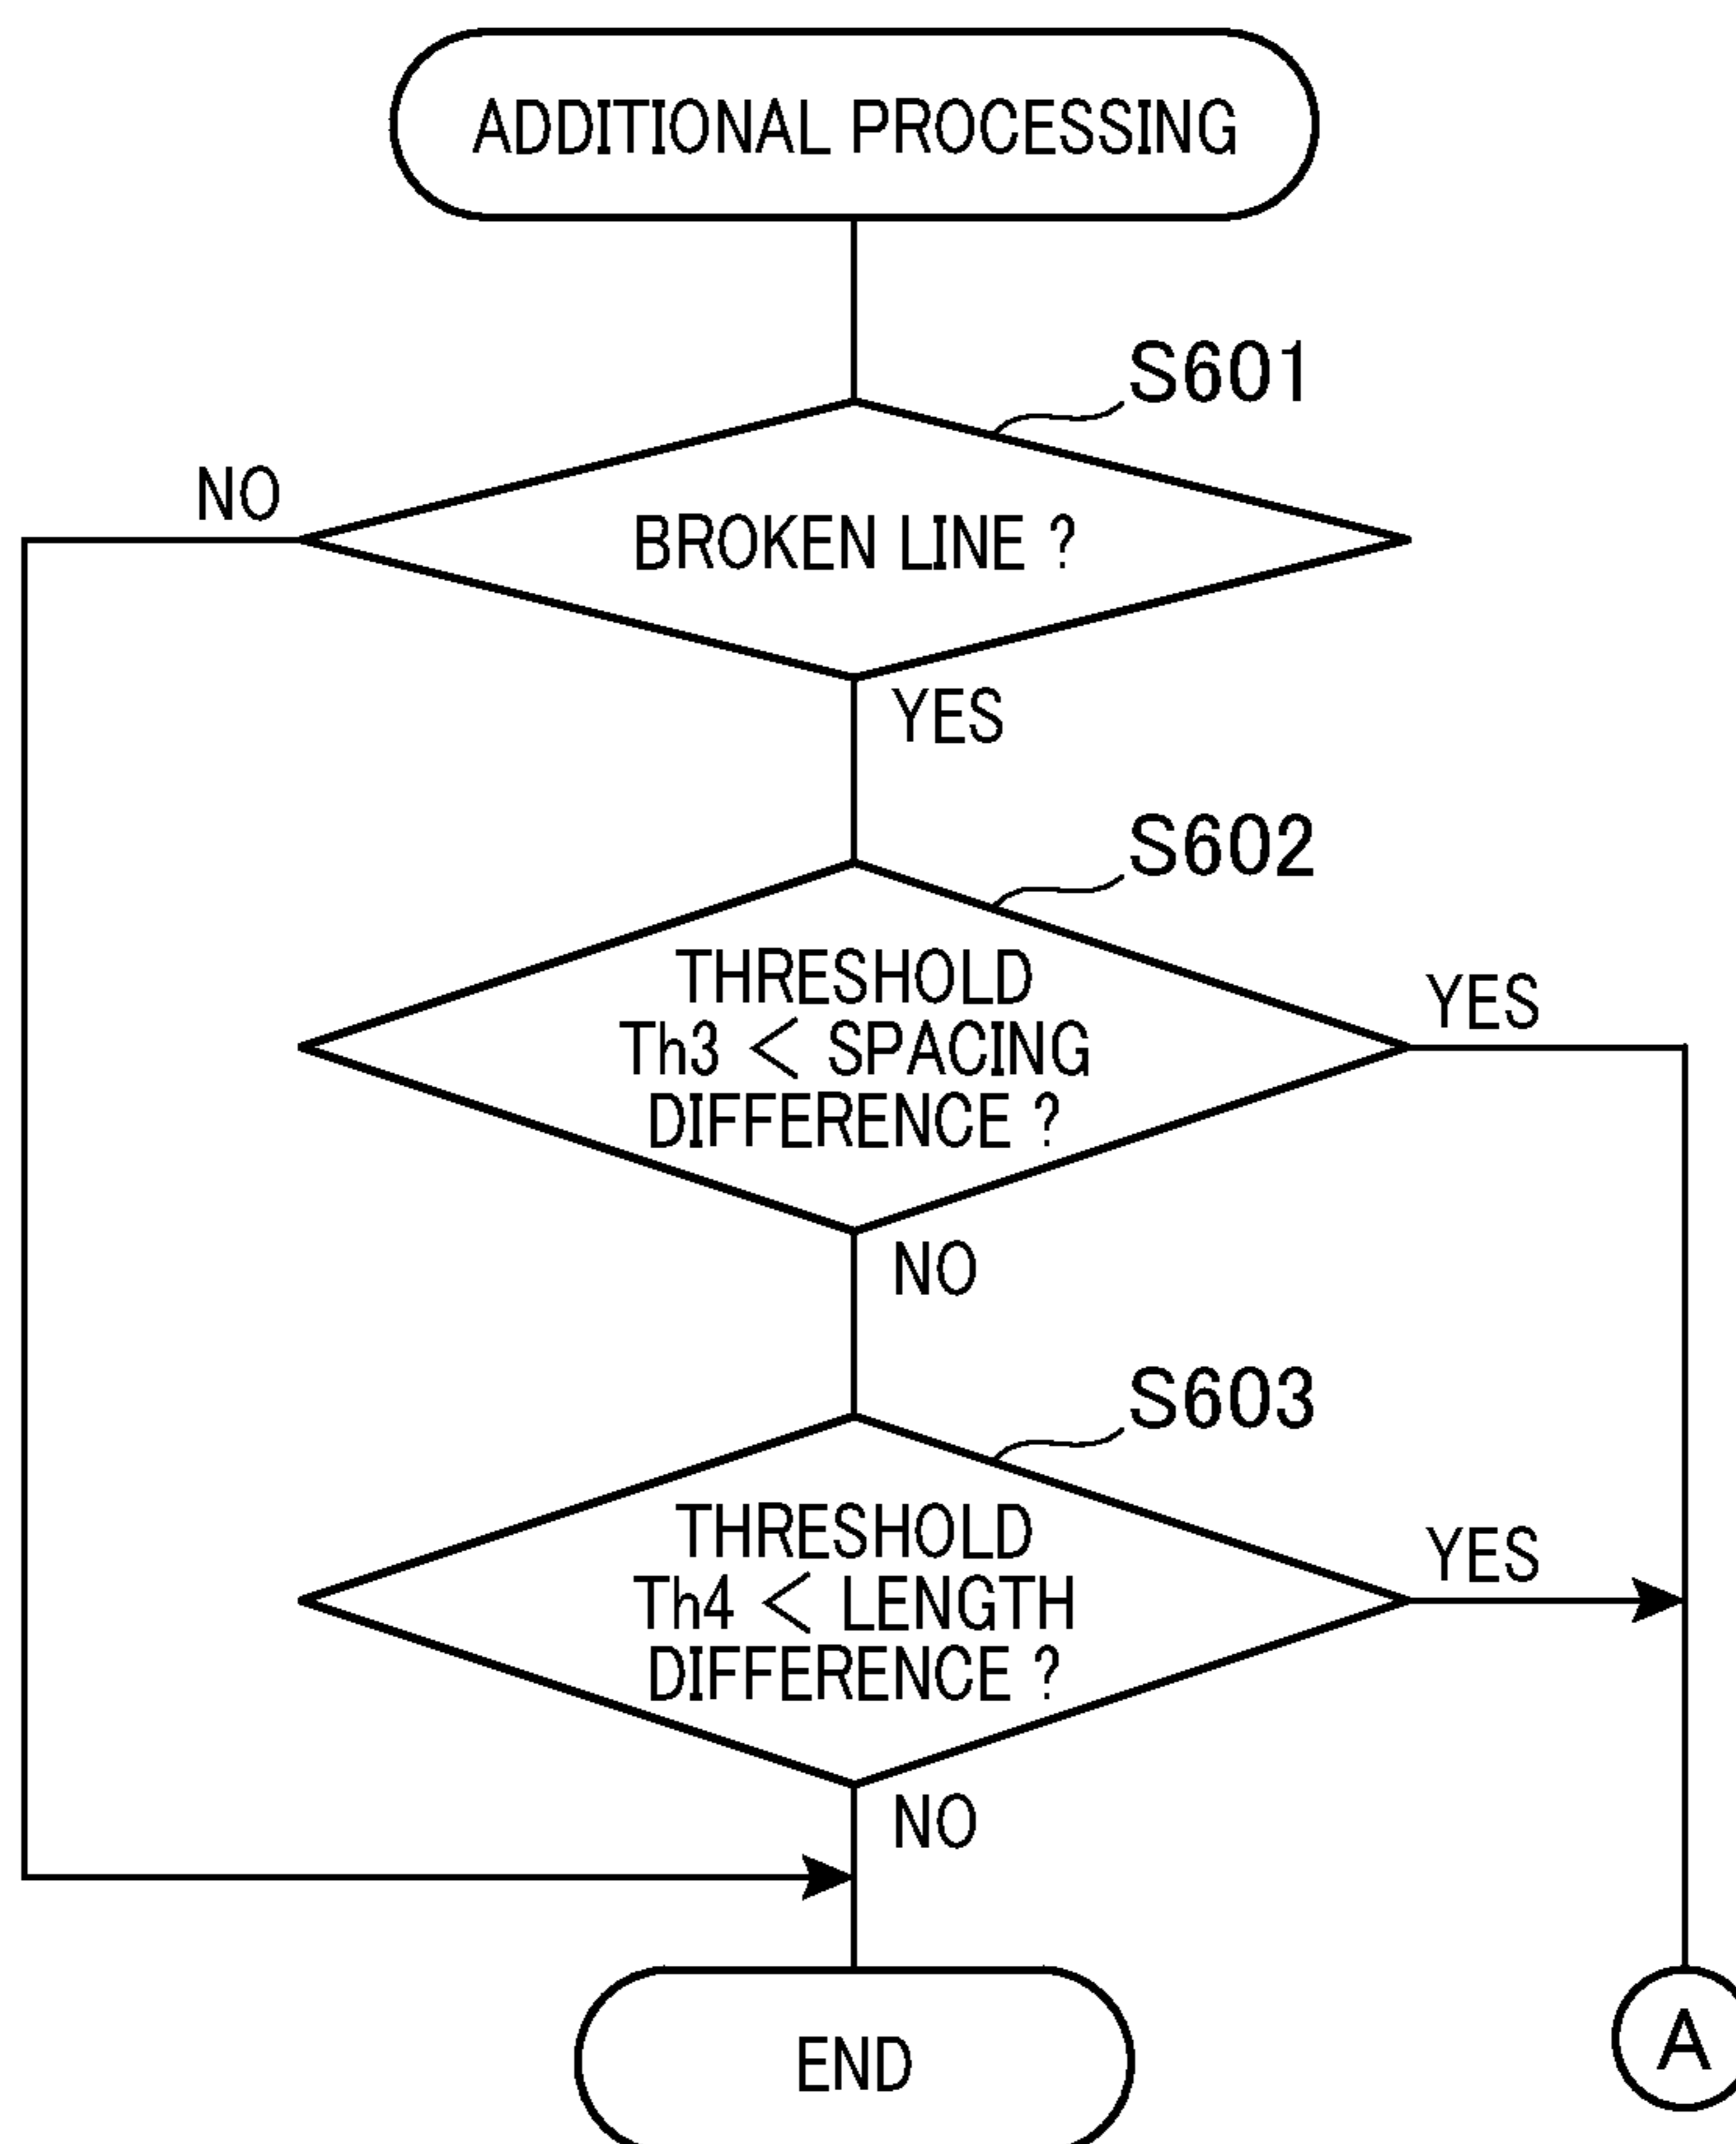 ADDITIONAL PROCESSING
S601
NO
BROKEN LINE ?
YES
S602
THRESHOLD
Th3 < SPACING
DIFFERENCE ?
YES
NO
S603
THRESHOLD
Th4 < LENGTH
DIFFERENCE ?
YES
NO
END
A